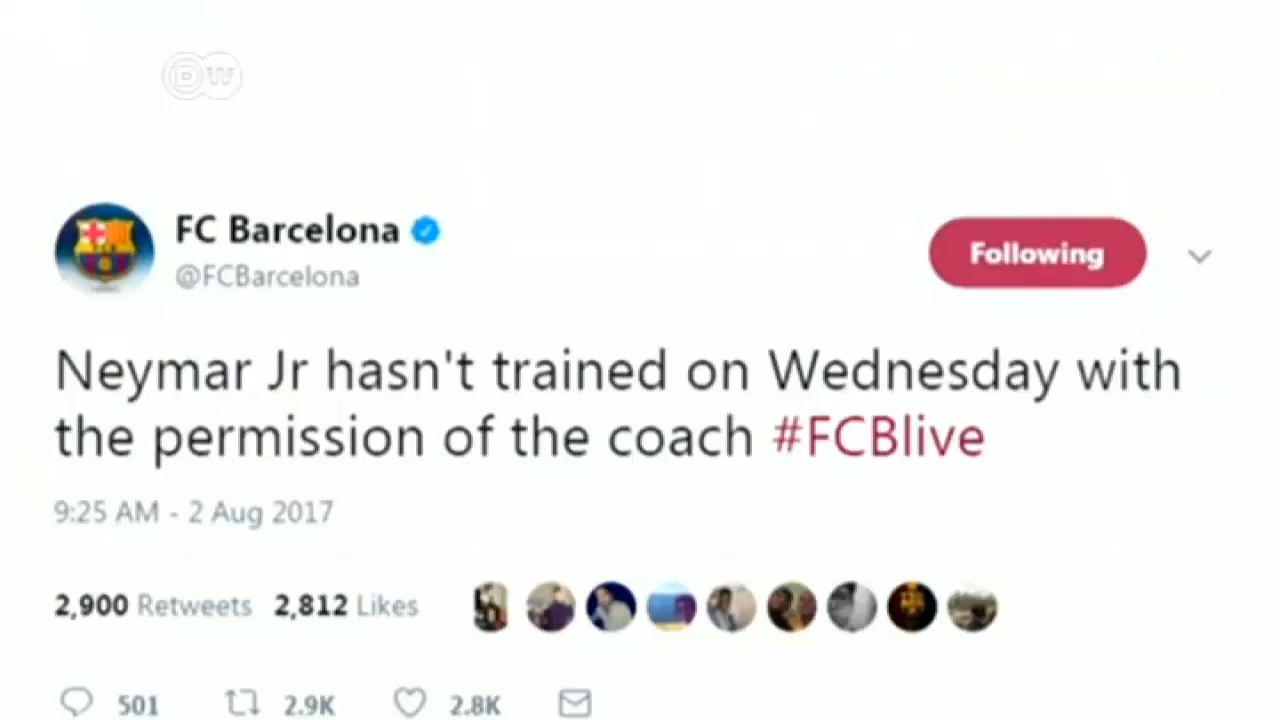 DW
FC Barcelona
@FCBarcelona
Following
Neymar Jr hasn't trained on Wednesday with
the permission of the coach #FCBlive
9:25 AM - 2 Aug 2017
2,900 Retweets 2,812 Likes
501 2.9K 2.8K